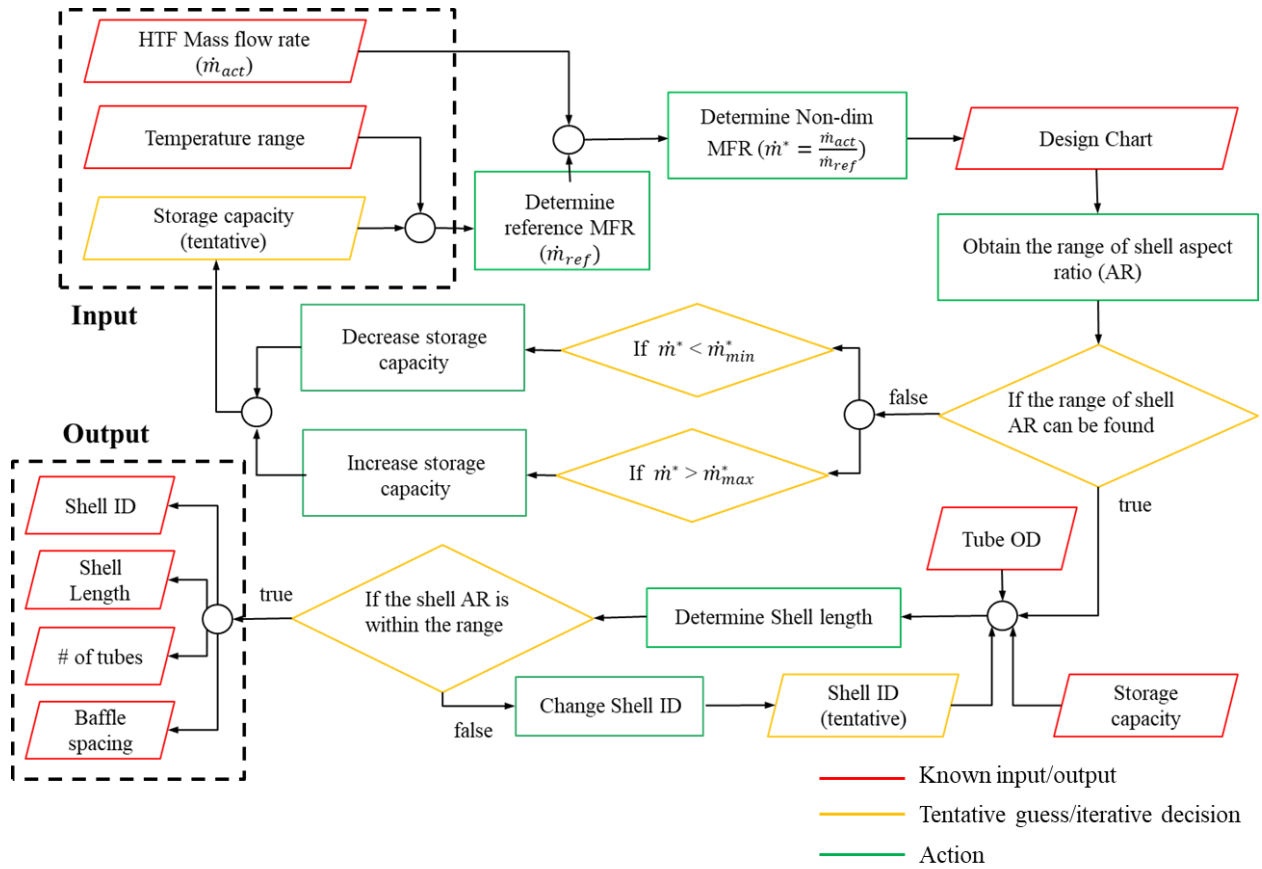 HTF Mass flow rate
(ṁ_act)
Temperature range
Storage capacity
(tentative)
Input
Determine
reference MFR
(ṁ_ref)
Determine Non-dim
MFR (ṁ* = ṁ_act/ṁ_ref)
Design Chart
Obtain the range of shell aspect
ratio (AR)
If the range of shell
AR can be found
false
true
If ṁ* < ṁ*_min
If ṁ* > ṁ*_max
Decrease storage
capacity
Increase storage
capacity
Tube OD
Storage
capacity
Shell ID
(tentative)
Determine Shell length
If the shell AR is
within the range
true
false
Change Shell ID
Output
Shell ID
Shell
Length
# of tubes
Baffle
spacing
Known input/output
Tentative guess/iterative decision
Action